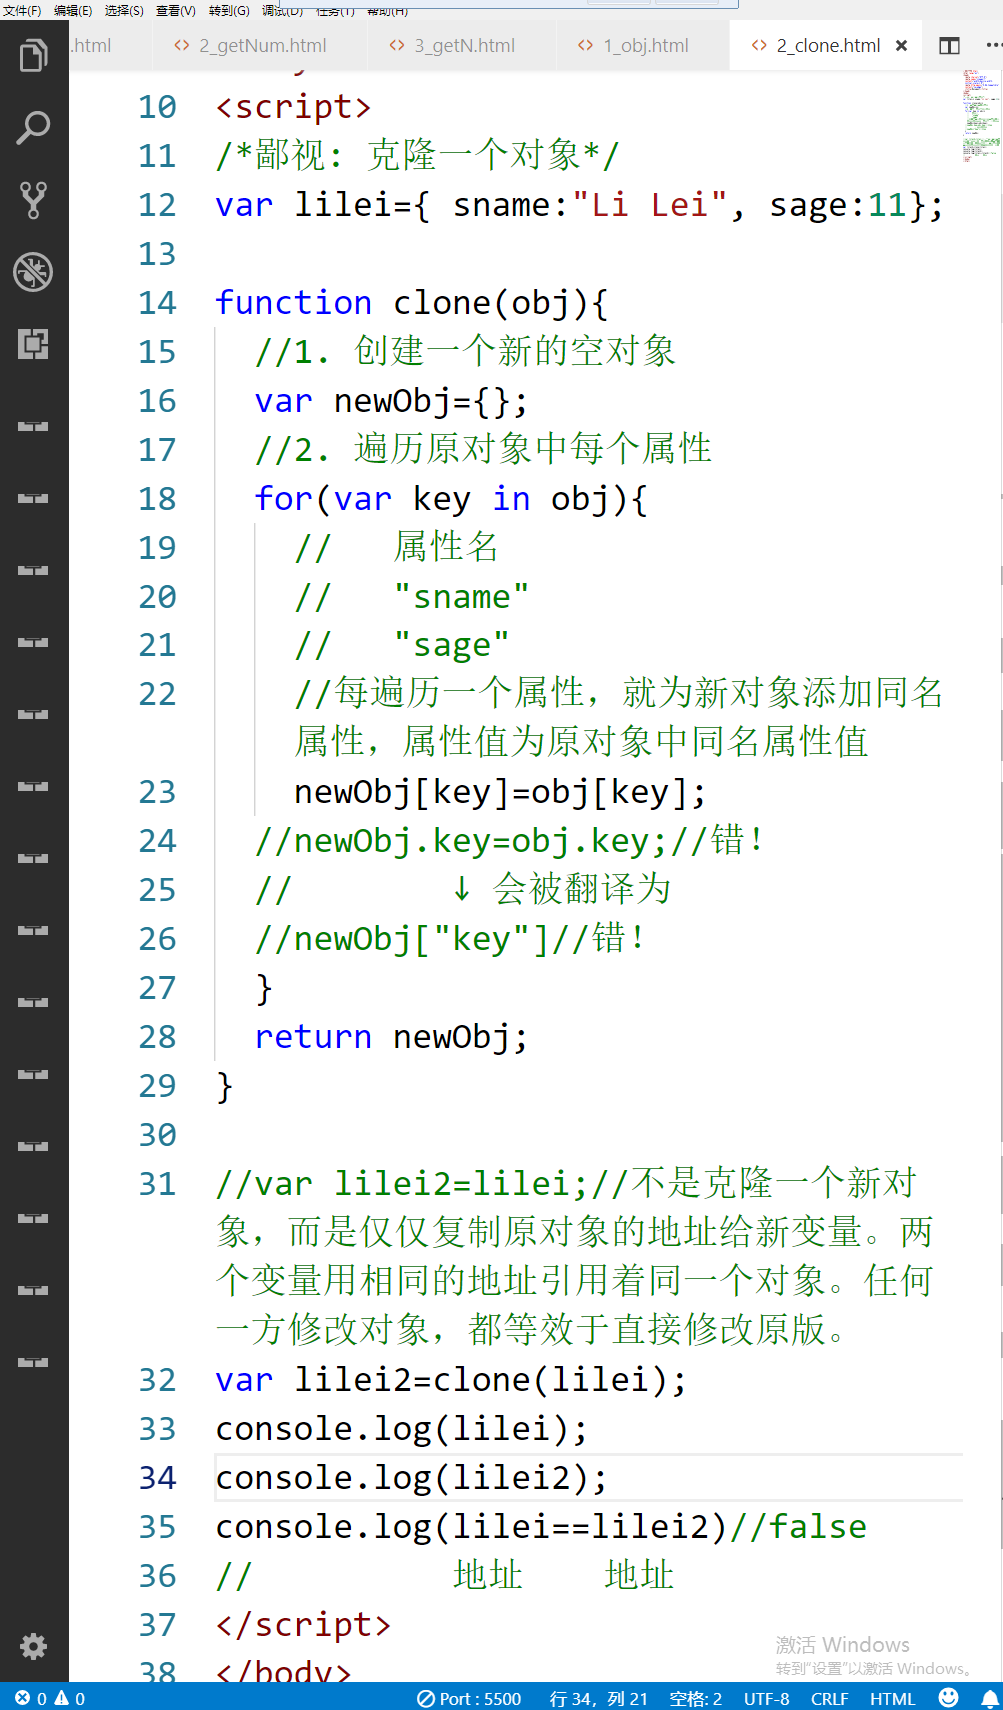 文件(F) 编辑(E) 选择(S) 查看(V) 转到(G) 调试(D) 任务(T) 帮助(H)
.html <> 2_getNum.html <> 3_getN.html <> 1_obj.html <> 2_clone.html ×
10 <script>
11 /*鄙视: 克隆一个对象*/
12 var lilei={ sname:"Li Lei", sage:11};
13
14 function clone(obj){
15 //1. 创建一个新的空对象
16 var newObj={};
17 //2. 遍历原对象中每个属性
18 for(var key in obj){
19 // 属性名
20 // "sname"
21 // "sage"
22 //每遍历一个属性，就为新对象添加同名
属性，属性值为原对象中同名属性值
23 newObj[key]=obj[key];
24 //newObj.key=obj.key;//错!
25 // ↓ 会被翻译为
26 //newObj["key"]//错!
27 }
28 return newObj;
29 }
30
31 //var lilei2=lilei;//不是克隆一个新对
象，而是仅仅复制原对象的地址给新变量。两
个变量用相同的地址引用着同一个对象。任何
一方修改对象，都等效于直接修改原版。
32 var lilei2=clone(lilei);
33 console.log(lilei);
34 console.log(lilei2);
35 console.log(lilei==lilei2)//false
36 // 地址 地址
37 </script>
38 </body>
激活 Windows
转到“设置”以激活 Windows。
0 0 Port : 5500 行 34，列 21 空格: 2 UTF-8 CRLF HTML